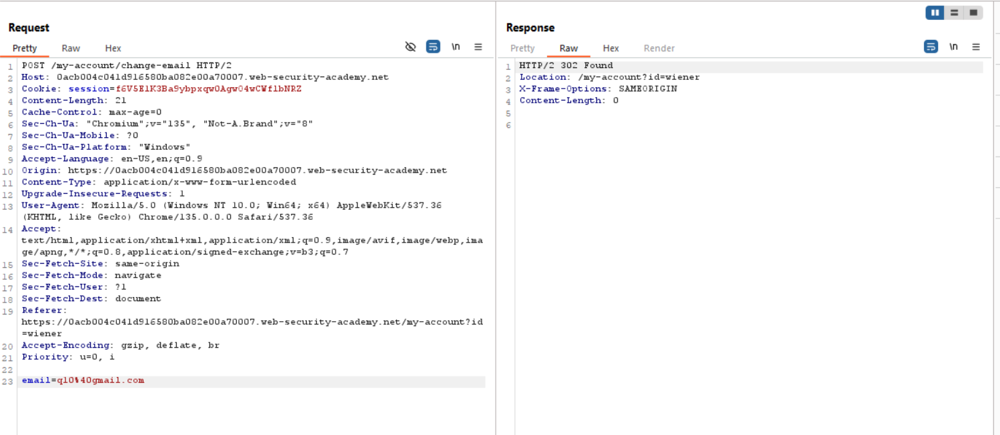 Request
Pretty Raw Hex \n
1 POST /my-account/change-email HTTP/2
2 Host: 0acb004c041d916580ba082e00a70007.web-security-academy.net
3 Cookie: session=f6V5E1K3Ba9ybpxqw0Agw04wCWf1bNRZ
4 Content-Length: 21
5 Cache-Control: max-age=0
6 Sec-Ch-Ua: "Chromium";v="135", "Not-A.Brand";v="8"
7 Sec-Ch-Ua-Mobile: ?0
8 Sec-Ch-Ua-Platform: "Windows"
9 Accept-Language: en-US,en;q=0.9
10 Origin: https://0acb004c041d916580ba082e00a70007.web-security-academy.net
11 Content-Type: application/x-www-form-urlencoded
12 Upgrade-Insecure-Requests: 1
13 User-Agent: Mozilla/5.0 (Windows NT 10.0; Win64; x64) AppleWebKit/537.36
(KHTML, like Gecko) Chrome/135.0.0.0 Safari/537.36
14 Accept:
text/html,application/xhtml+xml,application/xml;q=0.9,image/avif,image/webp,ima
ge/apng,*/*;q=0.8,application/signed-exchange;v=b3;q=0.7
15 Sec-Fetch-Site: same-origin
16 Sec-Fetch-Mode: navigate
17 Sec-Fetch-User: ?1
18 Sec-Fetch-Dest: document
19 Referer:
https://0acb004c041d916580ba082e00a70007.web-security-academy.net/my-account?id
=wiener
20 Accept-Encoding: gzip, deflate, br
21 Priority: u=0, i
22
23 email=q10%40gmail.com
Response
Pretty Raw Hex Render \n
1 HTTP/2 302 Found
2 Location: /my-account?id=wiener
3 X-Frame-Options: SAMEORIGIN
4 Content-Length: 0
5
6